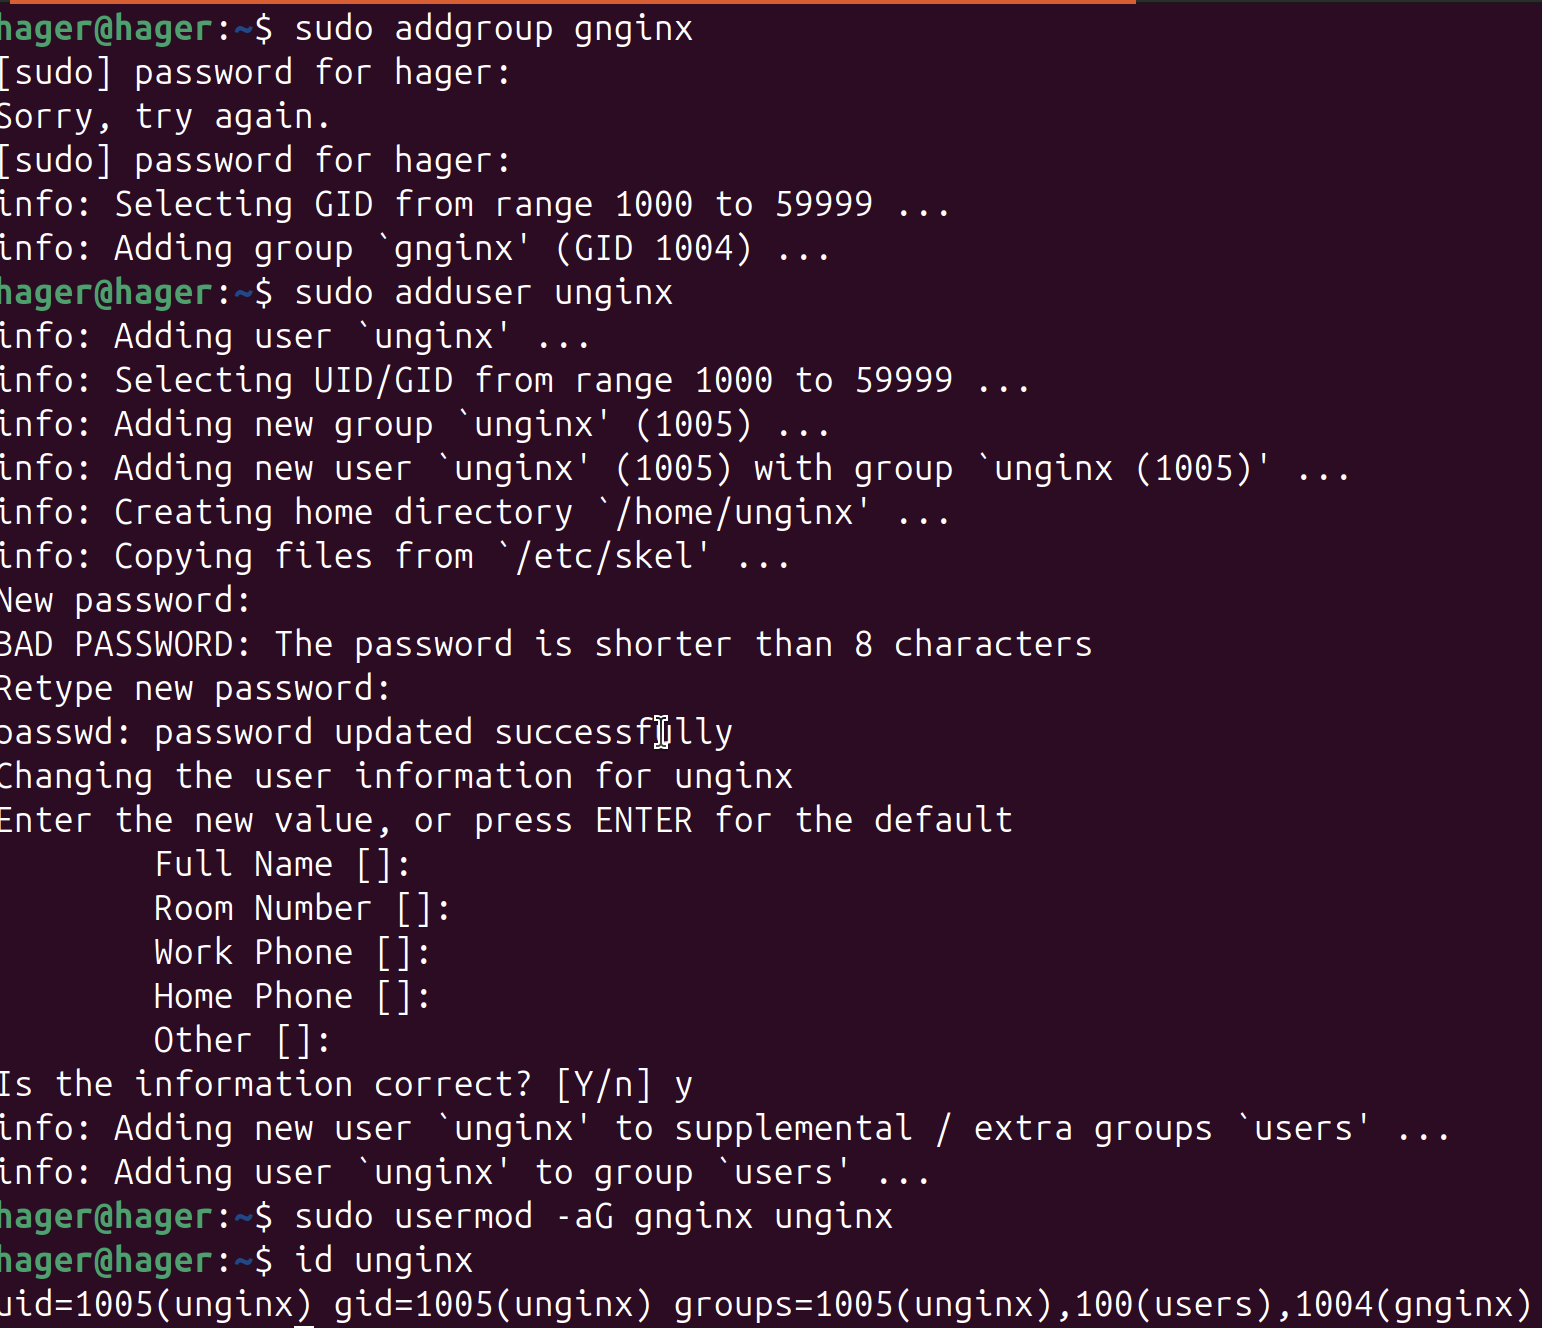 hager@hager:~$ sudo addgroup gnginx
[sudo] password for hager:
Sorry, try again.
[sudo] password for hager:
info: Selecting GID from range 1000 to 59999 ...
info: Adding group `gnginx' (GID 1004) ...
hager@hager:~$ sudo adduser unginx
info: Adding user `unginx' ...
info: Selecting UID/GID from range 1000 to 59999 ...
info: Adding new group `unginx' (1005) ...
info: Adding new user `unginx' (1005) with group `unginx (1005)' ...
info: Creating home directory `/home/unginx' ...
info: Copying files from `/etc/skel' ...
New password:
BAD PASSWORD: The password is shorter than 8 characters
Retype new password:
passwd: password updated successfully
Changing the user information for unginx
Enter the new value, or press ENTER for the default
Full Name []:
Room Number []:
Work Phone []:
Home Phone []:
Other []:
Is the information correct? [Y/n] y
info: Adding new user `unginx' to supplemental / extra groups `users' ...
info: Adding user `unginx' to group `users' ...
hager@hager:~$ sudo usermod -aG gnginx unginx
hager@hager:~$ id unginx
uid=1005(unginx) gid=1005(unginx) groups=1005(unginx),100(users),1004(gnginx)